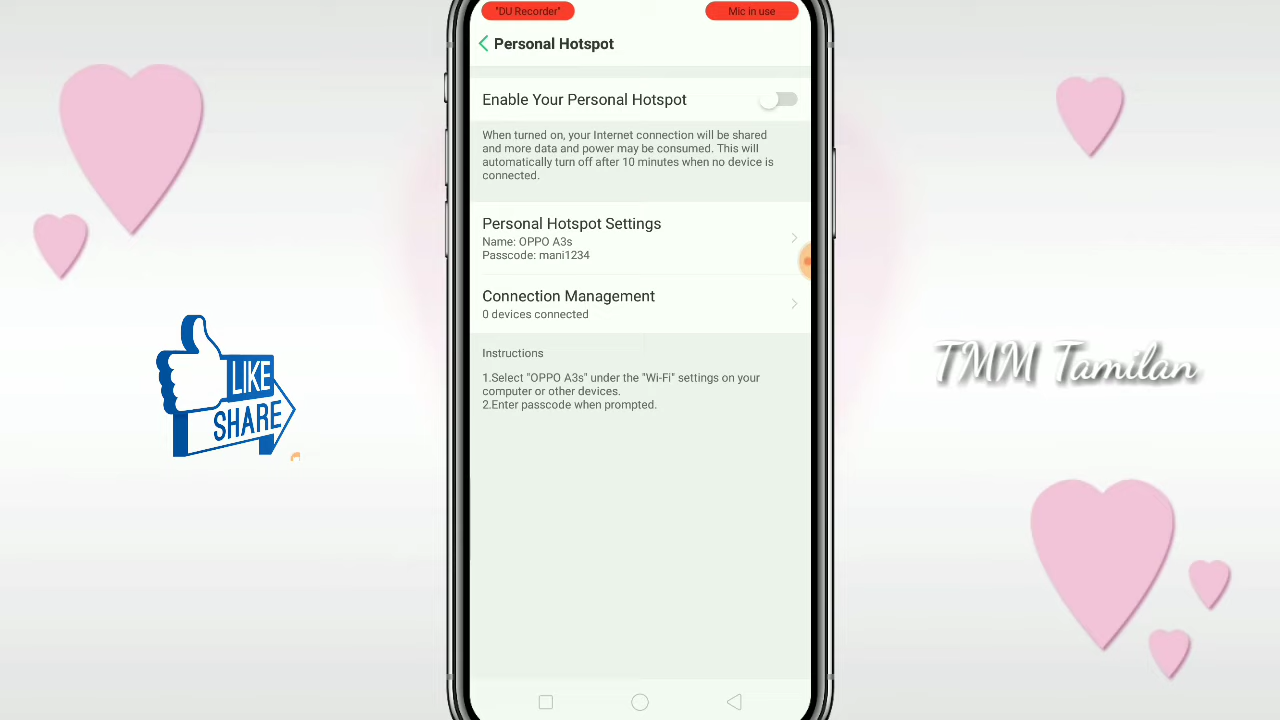 "DU Recorder"
Mic in use
Personal Hotspot
Enable Your Personal Hotspot
When turned on, your Internet connection will be shared
and more data and power may be consumed. This will
automatically turn off after 10 minutes when no device is
connected.
Personal Hotspot Settings
Name: OPPO A3s
Passcode: mani1234
Connection Management
0 devices connected
Instructions
1.Select "OPPO A3s" under the "Wi-Fi" settings on your
computer or other devices.
2.Enter passcode when prompted.
LIKE
SHARE
TMM Tamilan